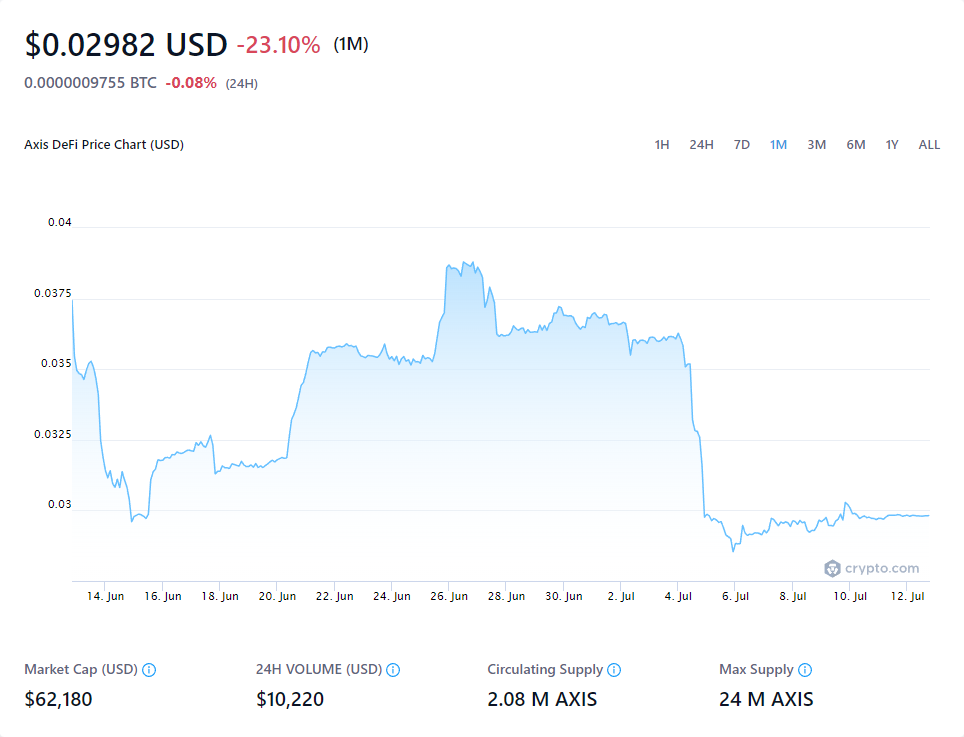 $0.02982 USD -23.10% (1M)
0.0000009755 BTC -0.08% (24H)
Axis DeFi Price Chart (USD) 1H 24H 7D 1M 3M 6M 1Y ALL
0.04
0.0375
0.035
0.0325
0.03
crypto.com
14. Jun 16. Jun 18. Jun 20. Jun 22. Jun 24. Jun 26. Jun 28. Jun 30. Jun 2. Jul 4. Jul 6. Jul 8. Jul 10. Jul 12. Jul
Market Cap (USD) 24H VOLUME (USD) Circulating Supply Max Supply
$62,180 $10,220 2.08 M AXIS 24 M AXIS